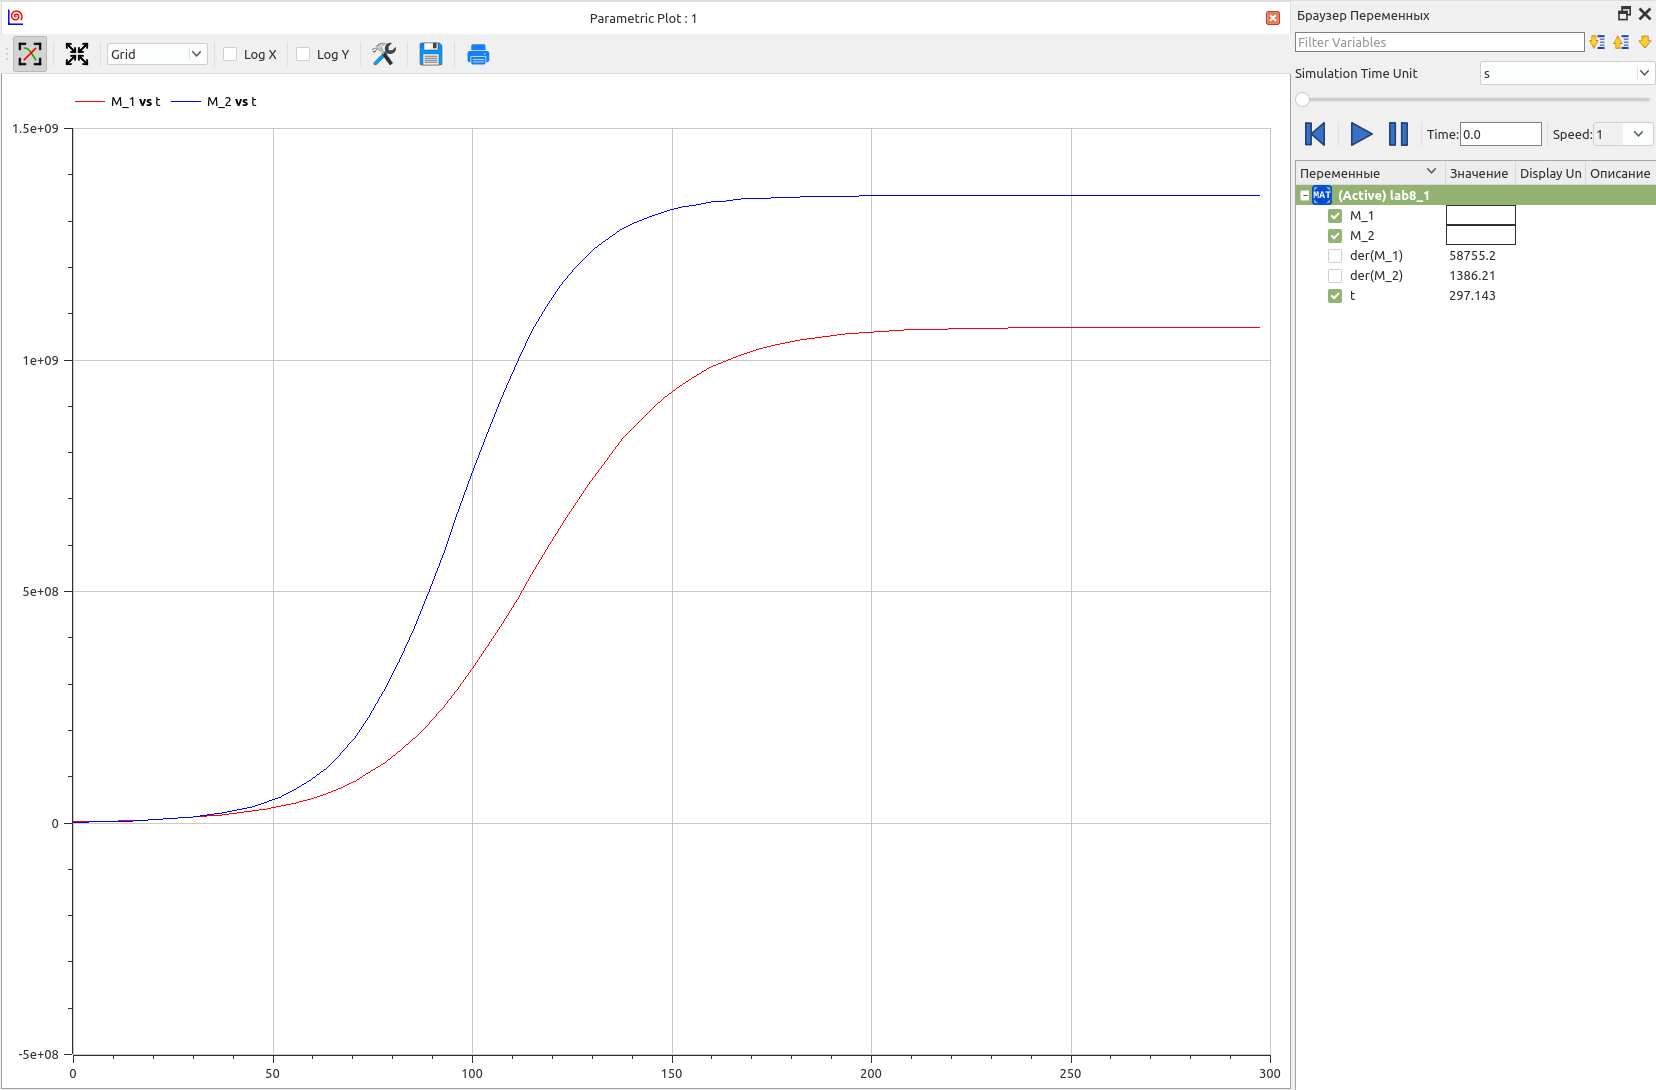 Parametric Plot : 1
Grid
Log X
Log Y
M_1 vs t
M_2 vs t
1.5e+09
1e+09
5e+08
0
-5e+08
0 50 100 150 200 250 300
Браузер Переменных
Filter Variables
Simulation Time Unit s
Time: 0.0 Speed: 1
Переменные Значение Display Un Описание
MAT (Active) lab8_1
M_1
M_2
der(M_1) 58755.2
der(M_2) 1386.21
t 297.143